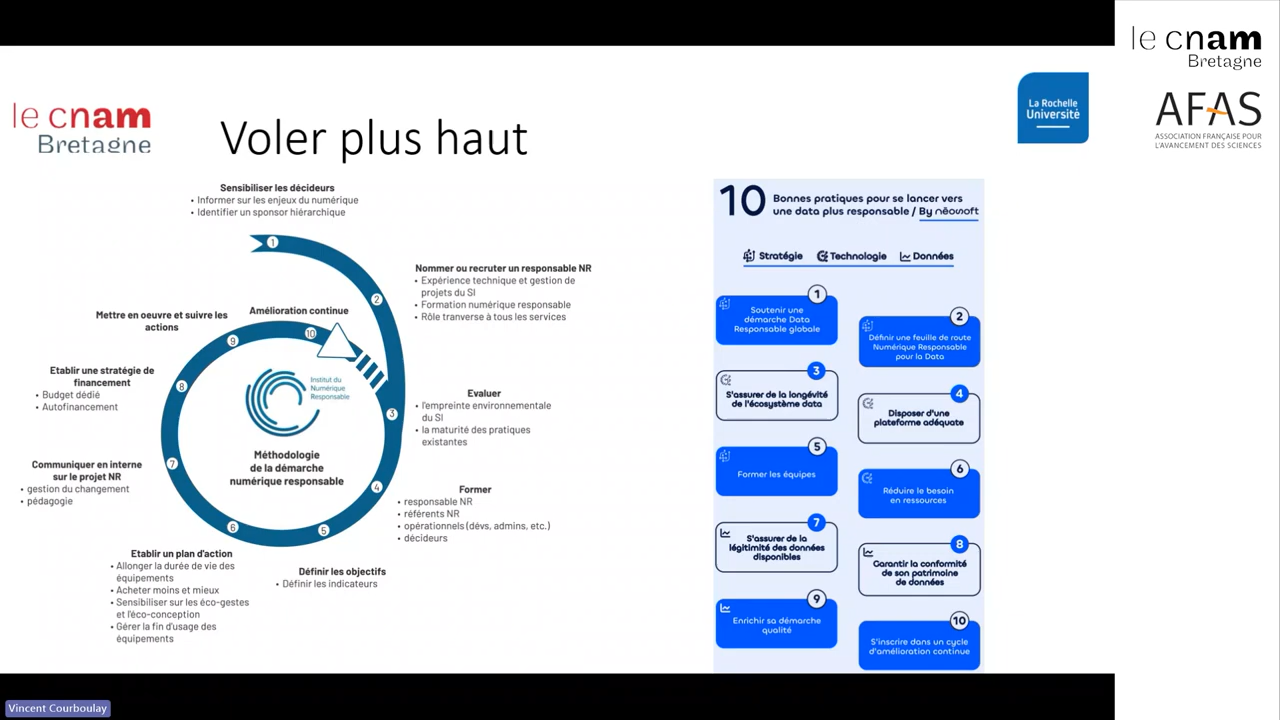 le cnam
Bretagne
Voler plus haut
La Rochelle
Université
le cnam
Bretagne
AFAS
ASSOCIATION FRANÇAISE POUR
L'AVANCEMENT DES SCIENCES
Sensibiliser les décideurs
• Informer sur les enjeux du numérique
• Identifier un sponsor hiérarchique
1
Nommer ou recruter un responsable NR
• Expérience technique et gestion de
projets du SI
• Formation numérique responsable
• Rôle tranverse à tous les services
2
Evaluer
• l'empreinte environnementale
du SI
• la maturité des pratiques
existantes
3
Former
• responsable NR
• référents NR
• opérationnels (dévs, admins, etc.)
• décideurs
4
Définir les objectifs
• Définir les indicateurs
5
Etablir un plan d'action
• Allonger la durée de vie des
équipements
• Acheter moins et mieux
• Sensibiliser sur les éco-gestes
et l'éco-conception
• Gérer la fin d'usage des
équipements
6
Communiquer en interne
sur le projet NR
• gestion du changement
• pédagogie
7
Etablir une stratégie de
financement
• Budget dédié
• Autofinancement
8
Mettre en oeuvre et suivre les
actions
9
Amélioration continue
10
Institut du
Numérique
Responsable
Méthodologie
de la démarche
numérique responsable
10 Bonnes pratiques pour se lancer vers
une data plus responsable / By néosoft
Stratégie Technologie Données
1
Soutenir une
démarche Data
Responsable globale
2
Définir une feuille de route
Numérique Responsable
pour la Data
3
S'assurer de la longévité
de l'écosystème data
4
Disposer d'une
plateforme adéquate
5
Former les équipes
6
Réduire le besoin
en ressources
7
S'assurer de la
légitimité des données
disponibles
8
Garantir la conformité
de son patrimoine
de données
9
Enrichir sa démarche
qualité
10
S'inscrire dans un cycle
d'amélioration continue
Vincent Courboulay